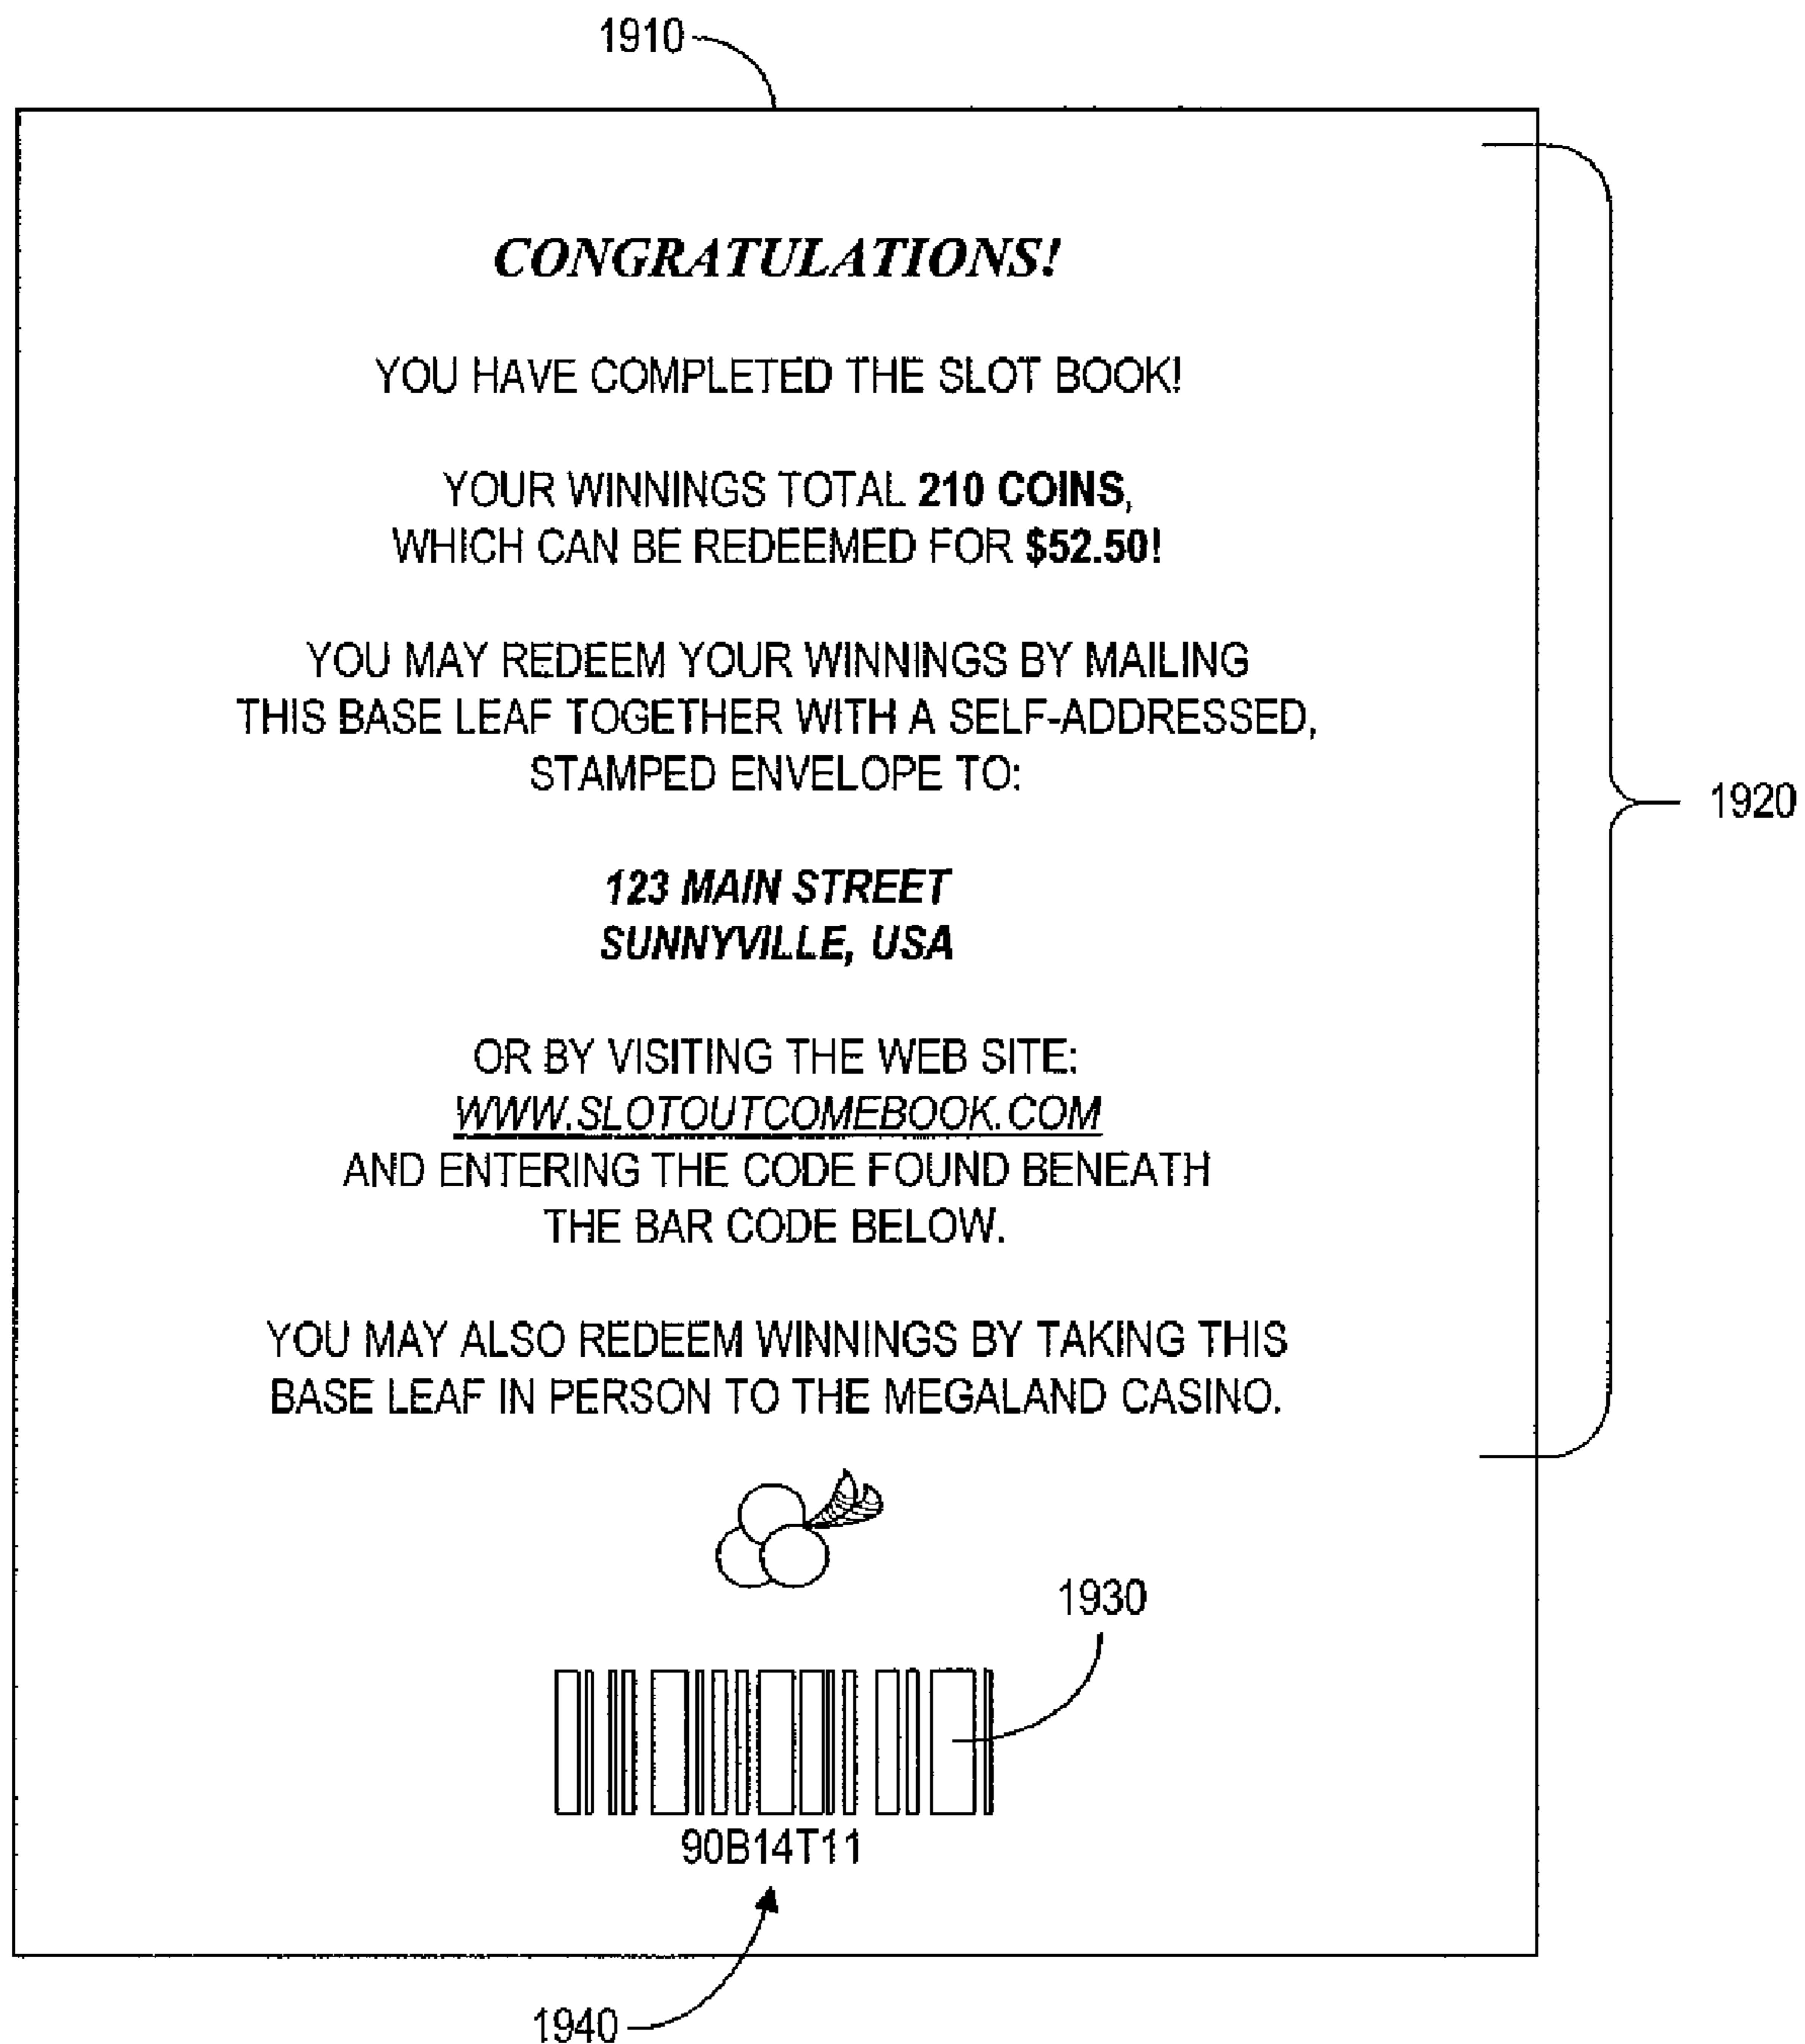 1910
CONGRATULATIONS!
YOU HAVE COMPLETED THE SLOT BOOK!
YOUR WINNINGS TOTAL 210 COINS,
WHICH CAN BE REDEEMED FOR $52.50!
YOU MAY REDEEM YOUR WINNINGS BY MAILING
THIS BASE LEAF TOGETHER WITH A SELF-ADDRESSED,
STAMPED ENVELOPE TO:
1920
123 MAIN STREET
SUNNYVILLE, USA
OR BY VISITING THE WEB SITE:
WWW.SLOTOUTCOMEBOOK.COM
AND ENTERING THE CODE FOUND BENEATH
THE BAR CODE BELOW.
YOU MAY ALSO REDEEM WINNINGS BY TAKING THIS
BASE LEAF IN PERSON TO THE MEGALAND CASINO.
1930
90B14T11
1940